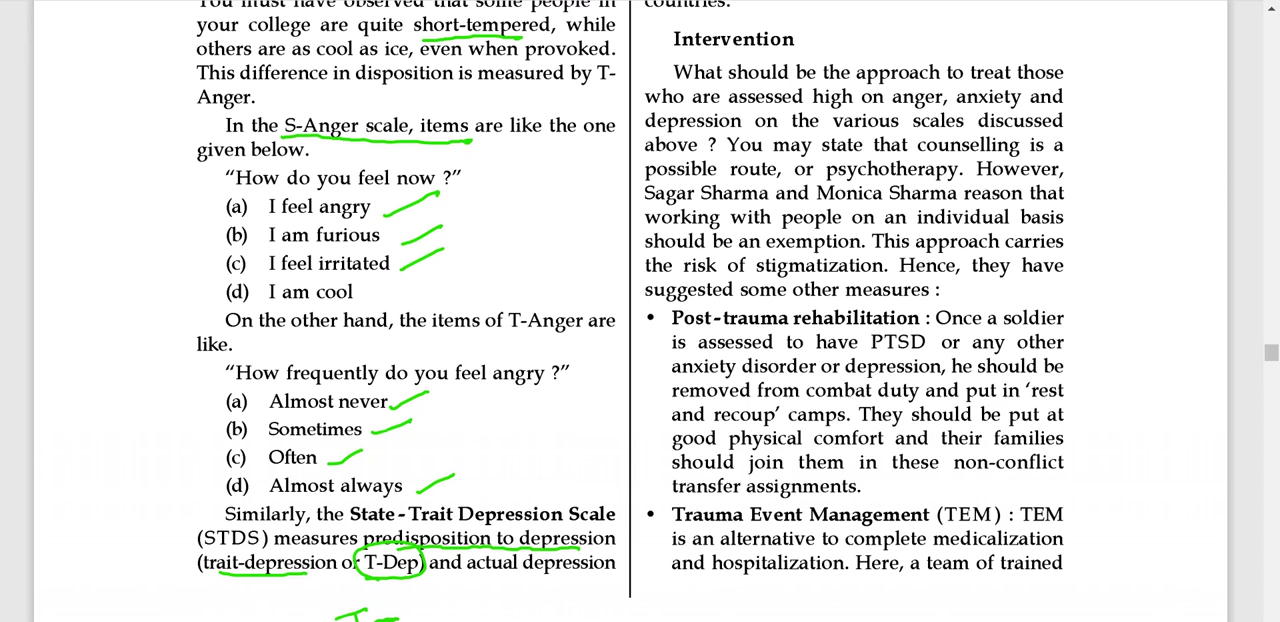 You must have observed that some people in
your college are quite short-tempered, while
others are as cool as ice, even when provoked.
This difference in disposition is measured by T-
Anger.
In the S-Anger scale, items are like the one
given below.
“How do you feel now ?”
(a) I feel angry
(b) I am furious
(c) I feel irritated
(d) I am cool
On the other hand, the items of T-Anger are
like.
“How frequently do you feel angry ?”
(a) Almost never
(b) Sometimes
(c) Often
(d) Almost always
Similarly, the State-Trait Depression Scale
(STDS) measures predisposition to depression
(trait-depression or T-Dep) and actual depression
countries.
Intervention
What should be the approach to treat those
who are assessed high on anger, anxiety and
depression on the various scales discussed
above ? You may state that counselling is a
possible route, or psychotherapy. However,
Sagar Sharma and Monica Sharma reason that
working with people on an individual basis
should be an exemption. This approach carries
the risk of stigmatization. Hence, they have
suggested some other measures :
• Post-trauma rehabilitation : Once a soldier
is assessed to have PTSD or any other
anxiety disorder or depression, he should be
removed from combat duty and put in ‘rest
and recoup’ camps. They should be put at
good physical comfort and their families
should join them in these non-conflict
transfer assignments.
• Trauma Event Management (TEM) : TEM
is an alternative to complete medicalization
and hospitalization. Here, a team of trained